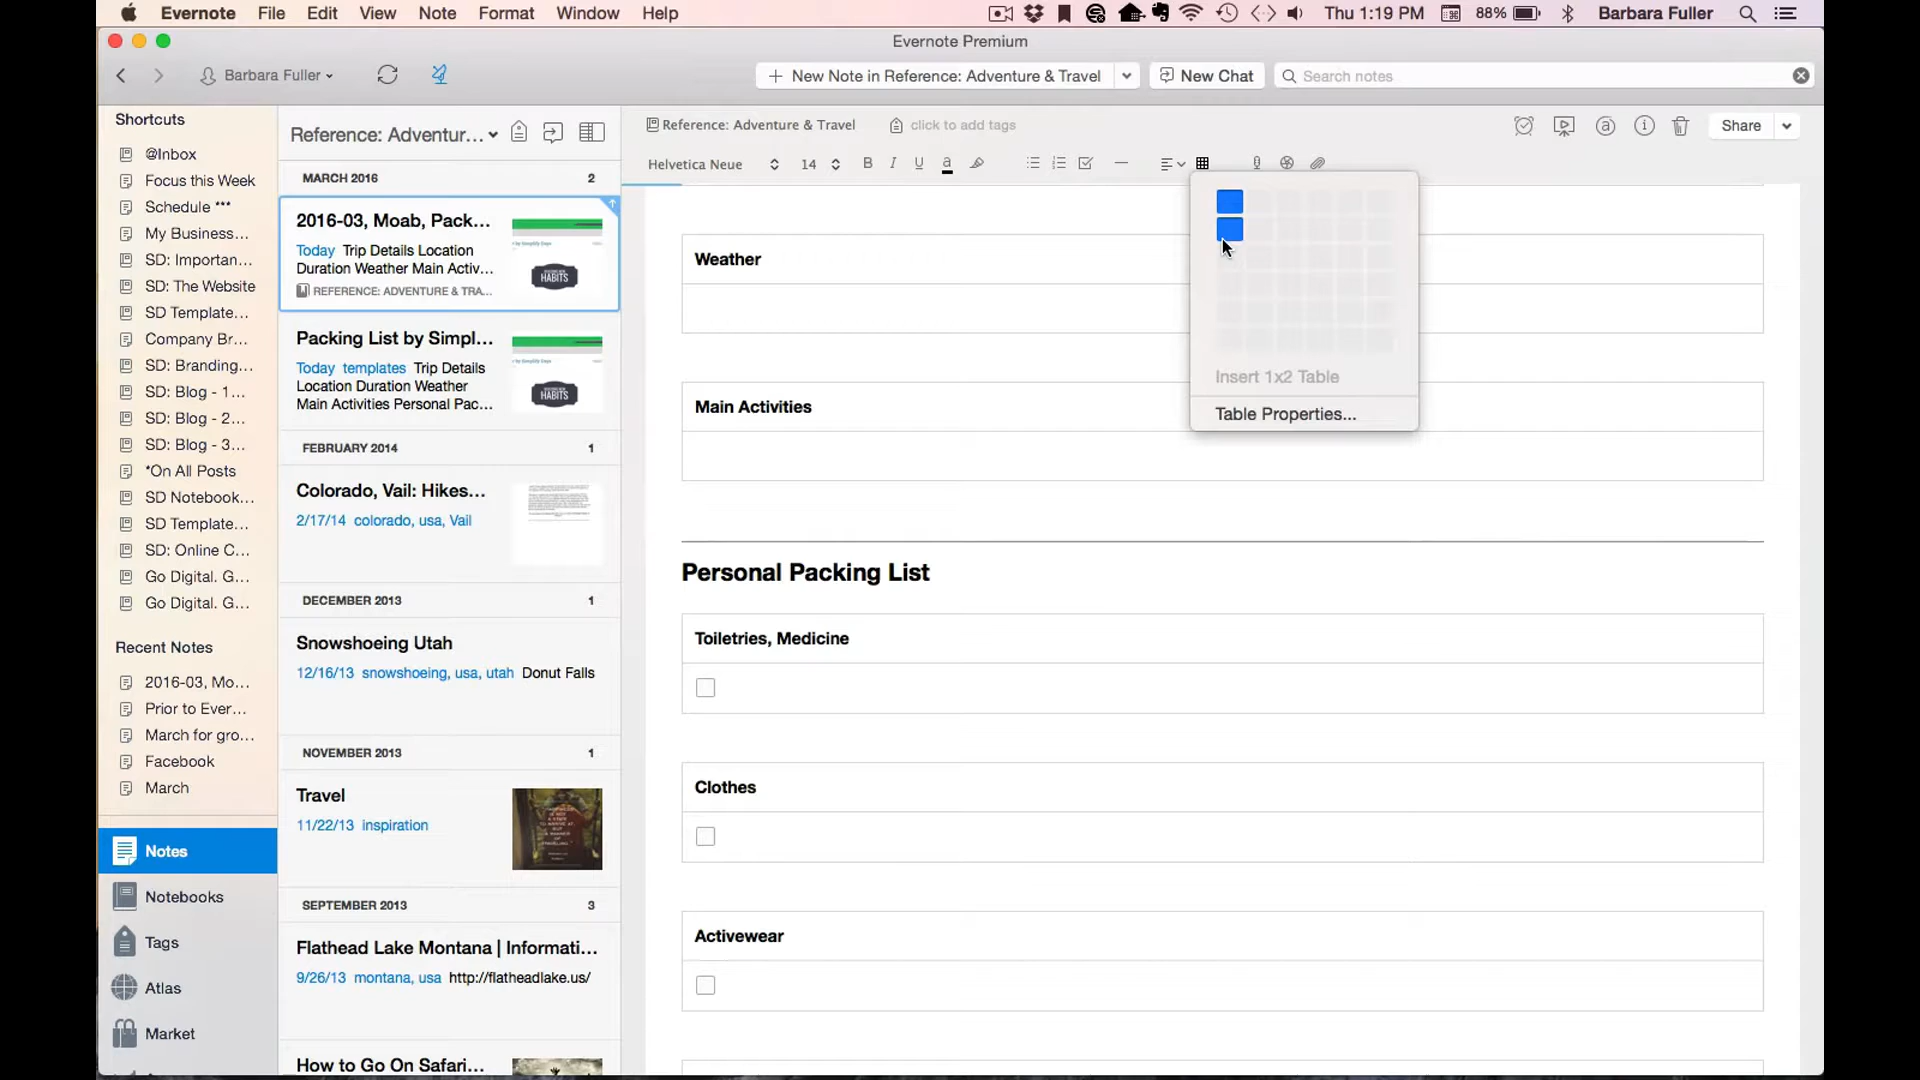 Evernote File Edit View Note Format Window Help
Thu 1:19 PM 88% Barbara Fuller
Evernote Premium
Barbara Fuller
New Note in Reference: Adventure & Travel
New Chat
Search notes
Shortcuts
@Inbox
Focus this Week
Schedule ***
My Business...
SD: Importan...
SD: The Website
SD Template...
Company Br...
SD: Branding...
SD: Blog - 1...
SD: Blog - 2...
SD: Blog - 3...
*On All Posts
SD Notebook...
SD Template...
SD: Online C...
Go Digital. G...
Go Digital. G...
Recent Notes
2016-03, Mo...
Prior to Ever...
March for gro...
Facebook
March
Notes
Notebooks
Tags
Atlas
Market
Reference: Adventur...
MARCH 2016 2
2016-03, Moab, Pack...
Today Trip Details Location
Duration Weather Main Activ...
REFERENCE: ADVENTURE & TRA...
HABITS
Packing List by Simpl...
Today templates Trip Details
Location Duration Weather
Main Activities Personal Pac...
HABITS
FEBRUARY 2014 1
Colorado, Vail: Hikes...
2/17/14 colorado, usa, Vail
DECEMBER 2013 1
Snowshoeing Utah
12/16/13 snowshoeing, usa, utah Donut Falls
NOVEMBER 2013 1
Travel
11/22/13 inspiration
SEPTEMBER 2013 3
Flathead Lake Montana | Informati...
9/26/13 montana, usa http://flatheadlake.us/
How to Go On Safari...
Reference: Adventure & Travel
click to add tags
Share
Helvetica Neue 14 B I U a
Insert 1x2 Table
Table Properties...
Weather
Main Activities
Personal Packing List
Toiletries, Medicine
Clothes
Activewear